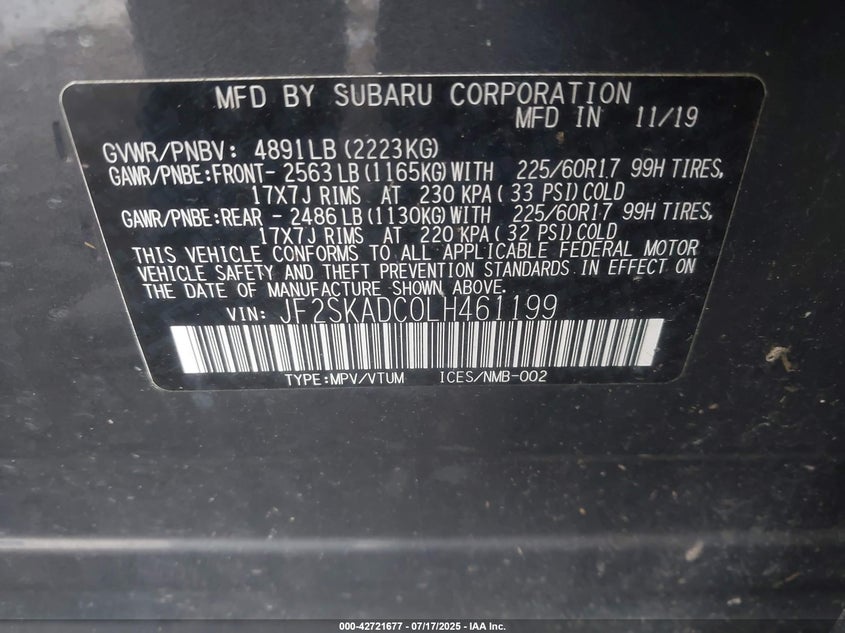 MFD BY SUBARU CORPORATION
MFD IN 11/19
GVWR/PNBV: 4891LB(2223KG)
GAWR/PNBE:FRONT- 2563LB(1165KG)WITH 225/60R17 99H TIRES,
17X7J RIMS AT 230 KPA( 33 PSI)COLD
GAWR/PNBE:REAR - 2486LB(1130KG)WITH 225/60R17 99H TIRES,
17X7J RIMS AT 220 KPA( 32 PSI)COLD
THIS VEHICLE CONFORMS TO ALL APPLICABLE FEDERAL MOTOR
VEHICLE SAFETY AND THEFT PREVENTION STANDARDS IN EFFECT ON
THE DATE OF MANUFACTURE SHOWN ABOVE.
VIN: JF2SKADC0LH461199
TYPE:MPV/VTUM ICES/NMB-002
000-42721677 - 07/17/2025 - IAA Inc.